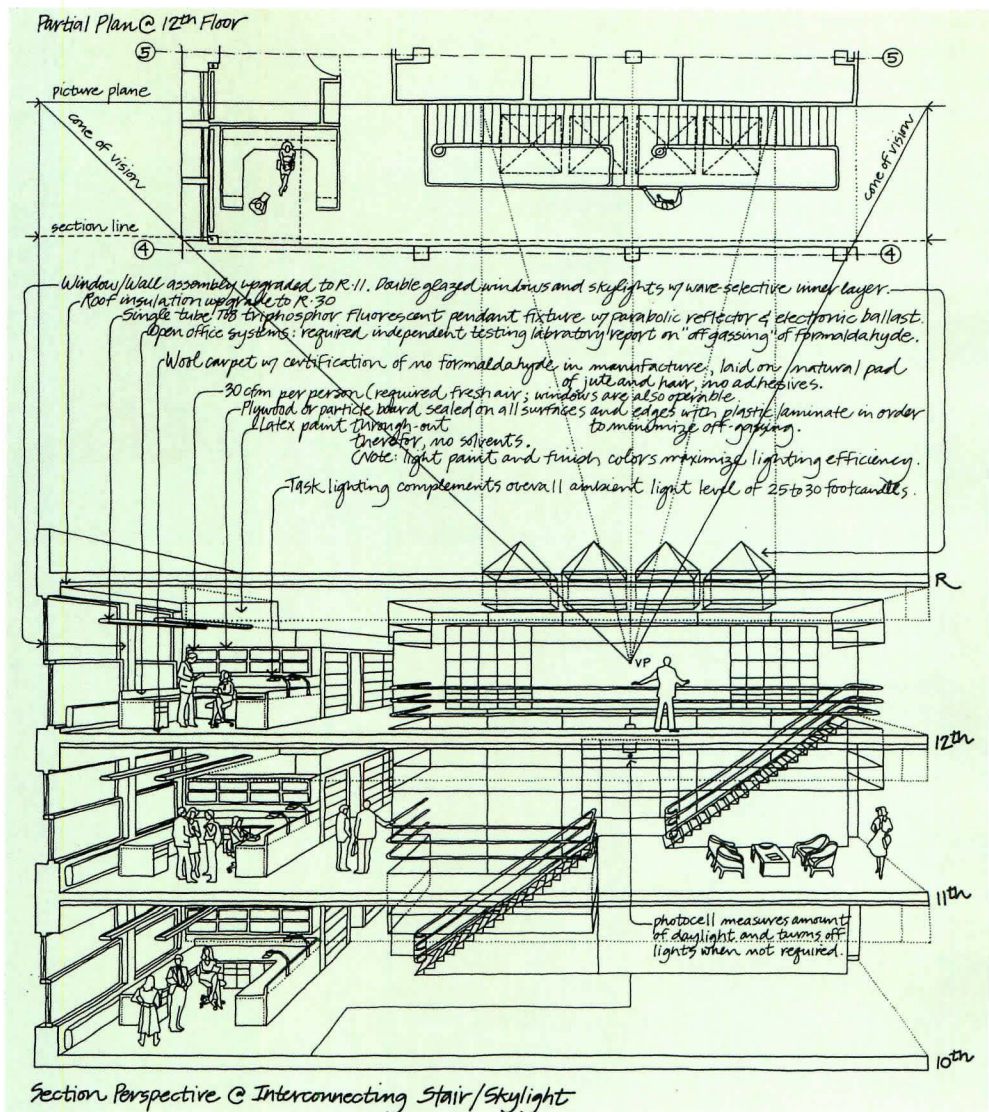 Partial Plan @ 12th Floor
5 5
picture plane
cone of vision cone of vision
section line
4 4
Window/Wall assembly upgraded to R-11. Double glazed windows and skylights w/ wave-selective inner layer.
Roof insulation upgrade to R-30
Single tube T08 triphosphor fluorescent pendant fixture w/ parabolic reflector & electronic ballast.
Open office systems: required independent testing labratory report on "off gassing" of formaldahyde.
Wool carpet w/ certification of no formaldahyde in manufacture, laid on natural pad
of jute and hair, no adhesives.
30 cfm per person (required fresh air; windows are also operable.
Plywood or particle board sealed on all surfaces and edges with plastic laminate in order
to minimize off-gassing.
Latex paint through-out
therefor, no solvents.
(Note: light paint and finish colors maximize lighting efficiency.
Task lighting complements overall ambient light level of 25 to 30 footcandles.
R
VP
12th
11th
photocell measures amount
of daylight and turns off
lights when not required.
10th
Section Perspective @ Interconnecting Stair/Skylight